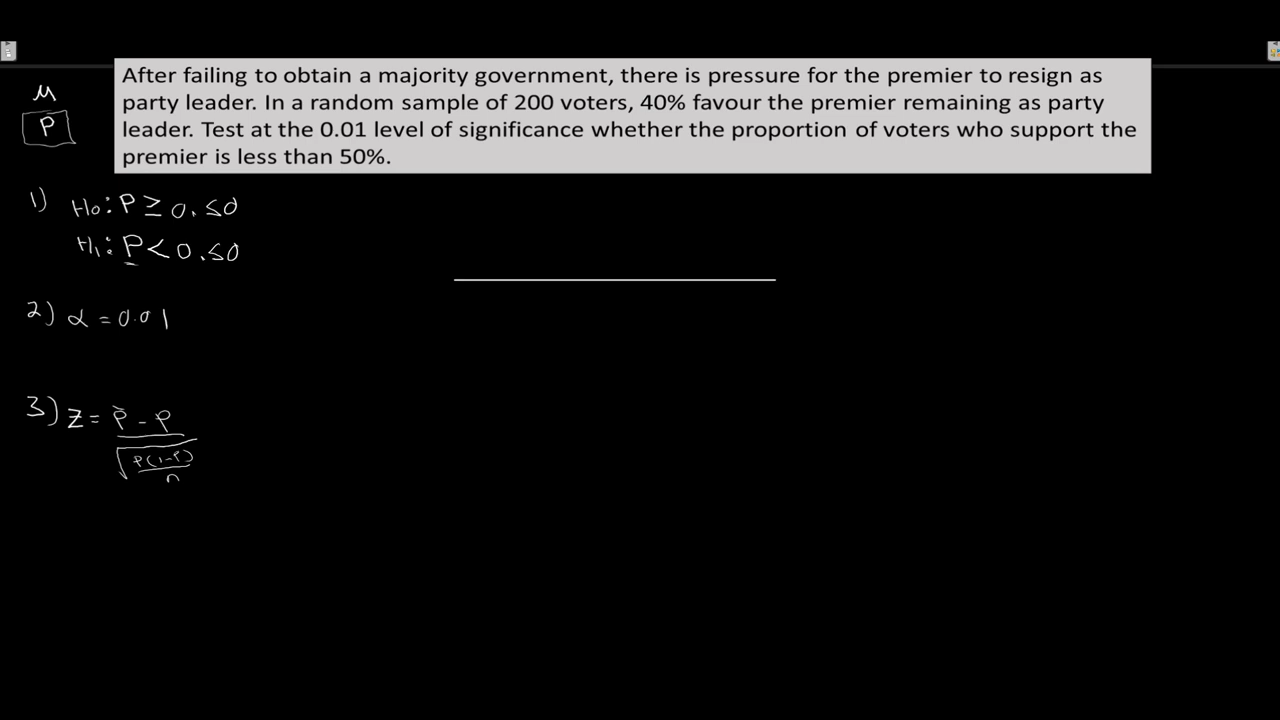 After failing to obtain a majority government, there is pressure for the premier to resign as
party leader. In a random sample of 200 voters, 40% favour the premier remaining as party
leader. Test at the 0.01 level of significance whether the proportion of voters who support the
premier is less than 50%.
μ
P
1) H₀: P ≥ 0.50
H₁: P < 0.50
2) α = 0.01
3) Z = p̄ - p
√ P(1-P)
n